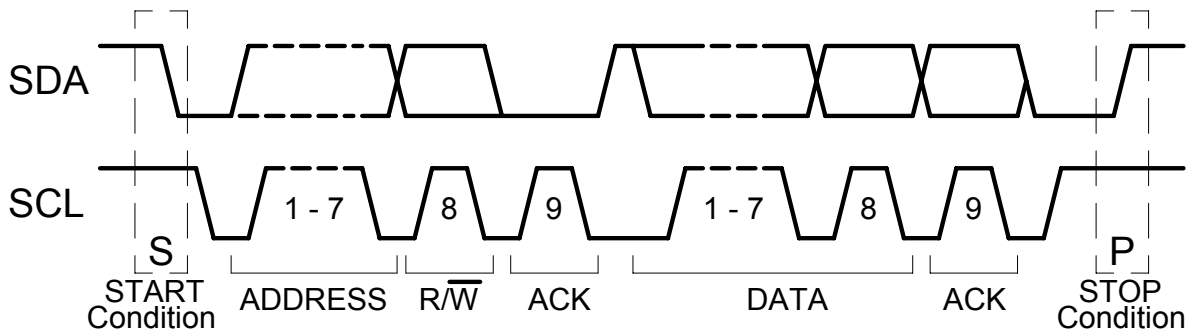 SDA
SCL
1 - 7
8
9
1 - 7
8
9
S
START
Condition
ADDRESS
R/W̅
ACK
DATA
ACK
P
STOP
Condition